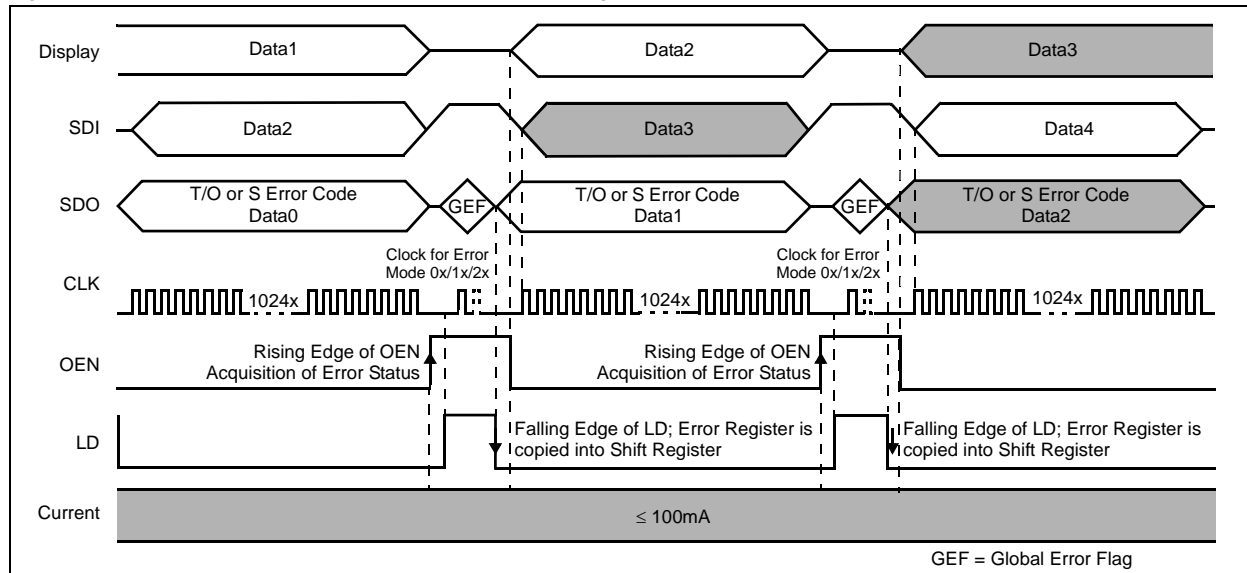 Display
Data1
Data2
Data3
SDI
Data2
Data3
Data4
SDO
T/O or S Error Code
Data0
GEF
T/O or S Error Code
Data1
GEF
T/O or S Error Code
Data2
Clock for Error
Mode 0x/1x/2x
Clock for Error
Mode 0x/1x/2x
CLK
1024x
1024x
1024x
OEN
Rising Edge of OEN
Acquisition of Error Status
Rising Edge of OEN
Acquisition of Error Status
LD
Falling Edge of LD; Error Register is
copied into Shift Register
Falling Edge of LD; Error Register is
copied into Shift Register
Current
≤ 100mA
GEF = Global Error Flag